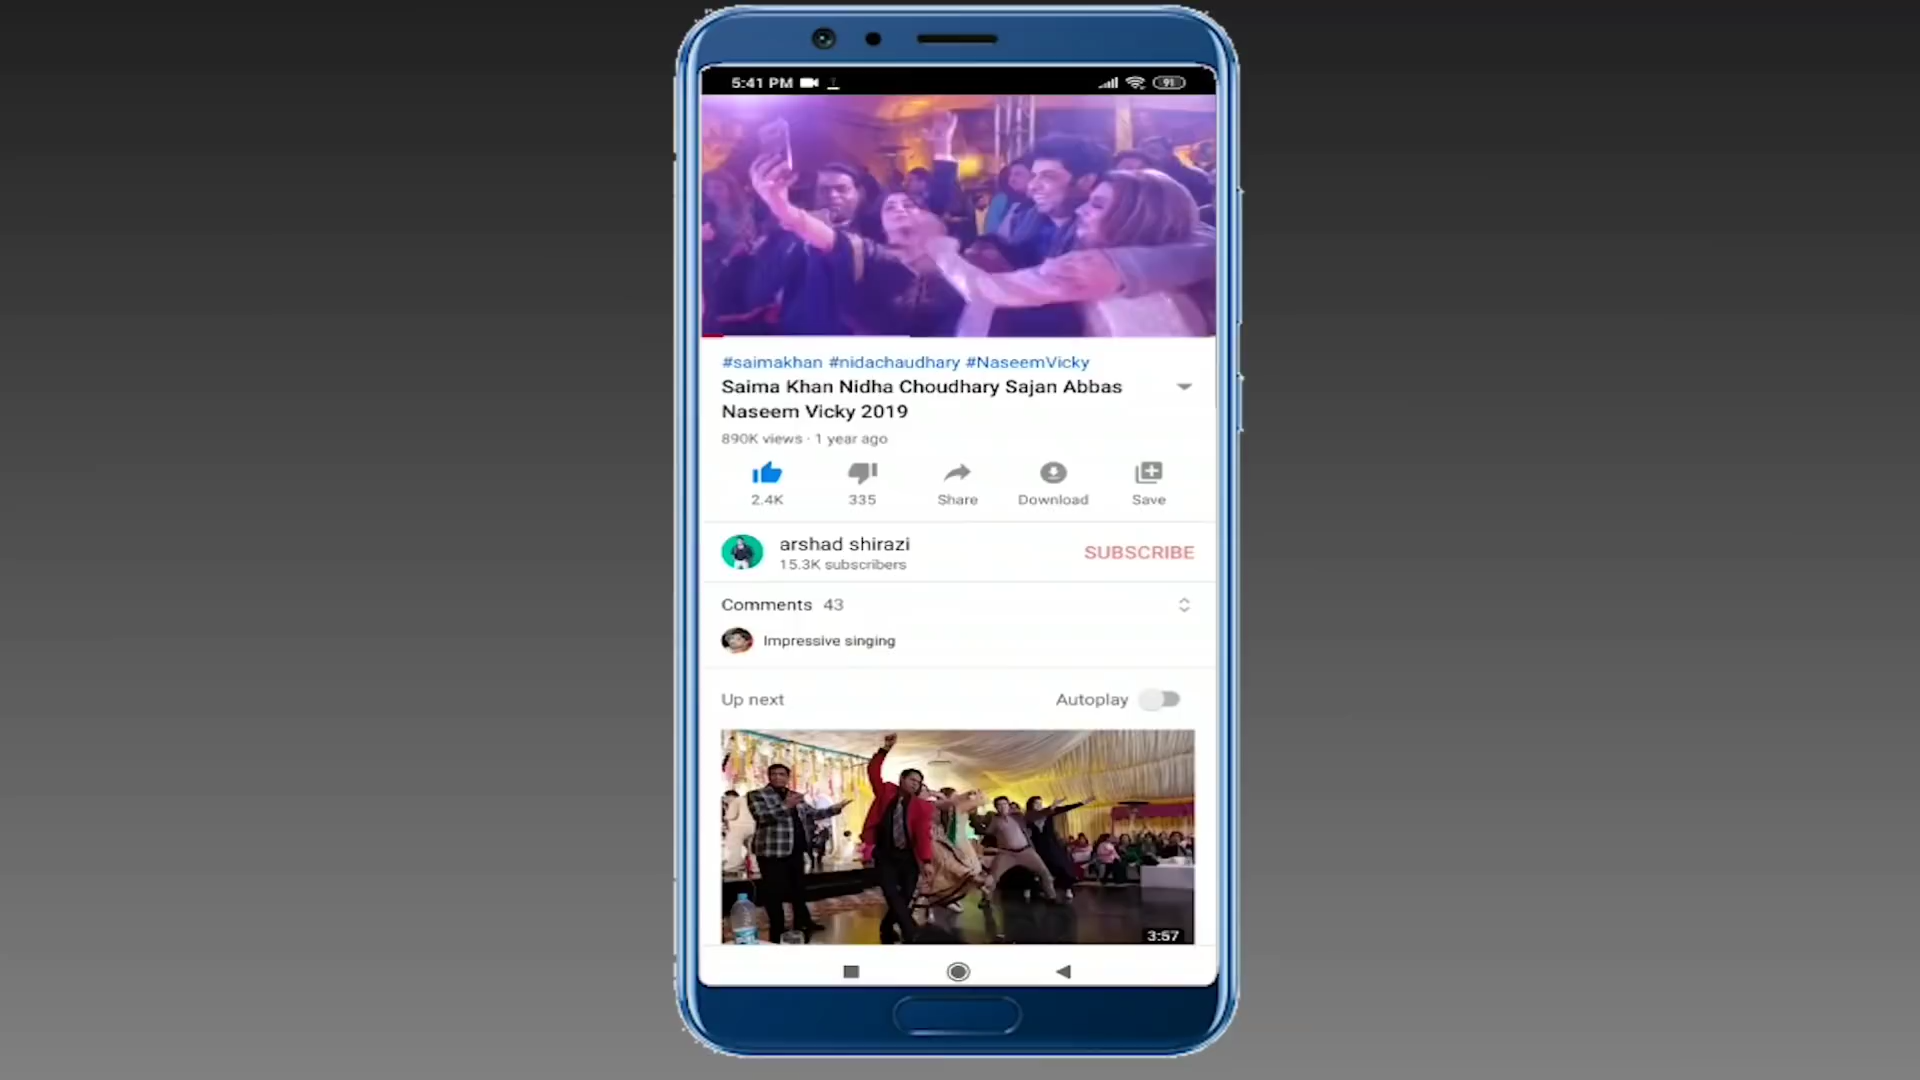 5:41 PM
91
#saimakhan #nidachaudhary #NaseemVicky
Saima Khan Nidha Choudhary Sajan Abbas
Naseem Vicky 2019
890K views · 1 year ago
2.4K 335 Share Download Save
arshad shirazi
15.3K subscribers
SUBSCRIBE
Comments 43
Impressive singing
Up next Autoplay
3:57